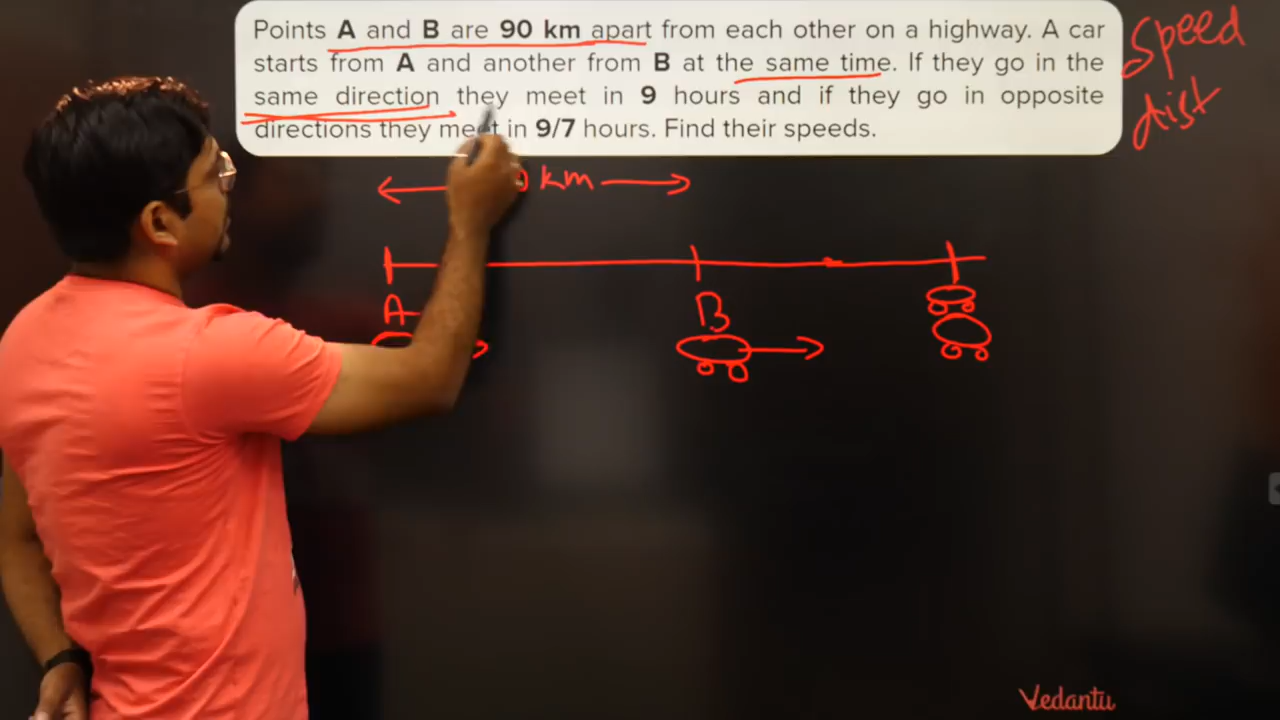 Points A and B are 90 km apart from each other on a highway. A car
starts from A and another from B at the same time. If they go in the
same direction they meet in 9 hours and if they go in opposite
directions they meet in 9/7 hours. Find their speeds.
Speed
dist
km
A
B
Vedantu